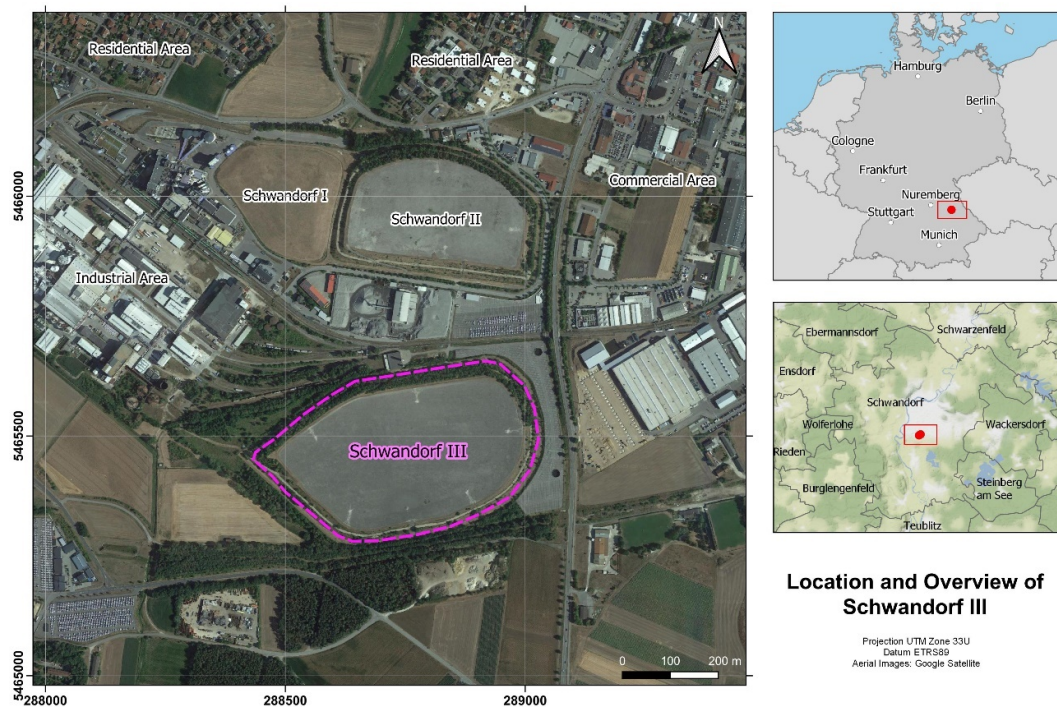 Residential Area
Residential Area
N
Schwandorf I
Schwandorf II
Commercial Area
Industrial Area
Schwandorf III
5466000
5465500
5465000
288000
288500
289000
0 100 200 m
Hamburg
Berlin
Cologne
Frankfurt
Nuremberg
Stuttgart
Munich
Ebermannsdorf
Schwarzenfeld
Ensdorf
Schwandorf
Wolferlohe
Wackersdorf
Rieden
Steinberg
am See
Burglengenfeld
Teublitz
Location and Overview of
Schwandorf III
Projection UTM Zone 33U
Datum ETRS89
Aerial Images: Google Satellite